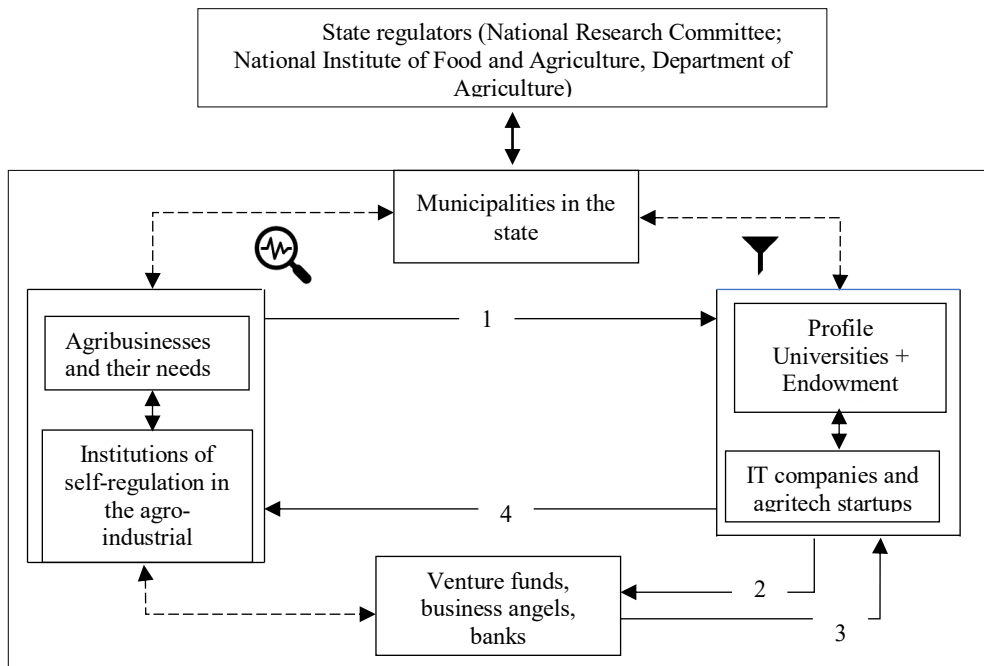 State regulators (National Research Committee;
National Institute of Food and Agriculture, Department of
Agriculture)
Municipalities in the
state
1
Agribusinesses
and their needs
Profile
Universities +
Endowment
Institutions of
self-regulation in
the agro-
industrial
IT companies and
agritech startups
4
Venture funds,
business angels,
banks
2
3